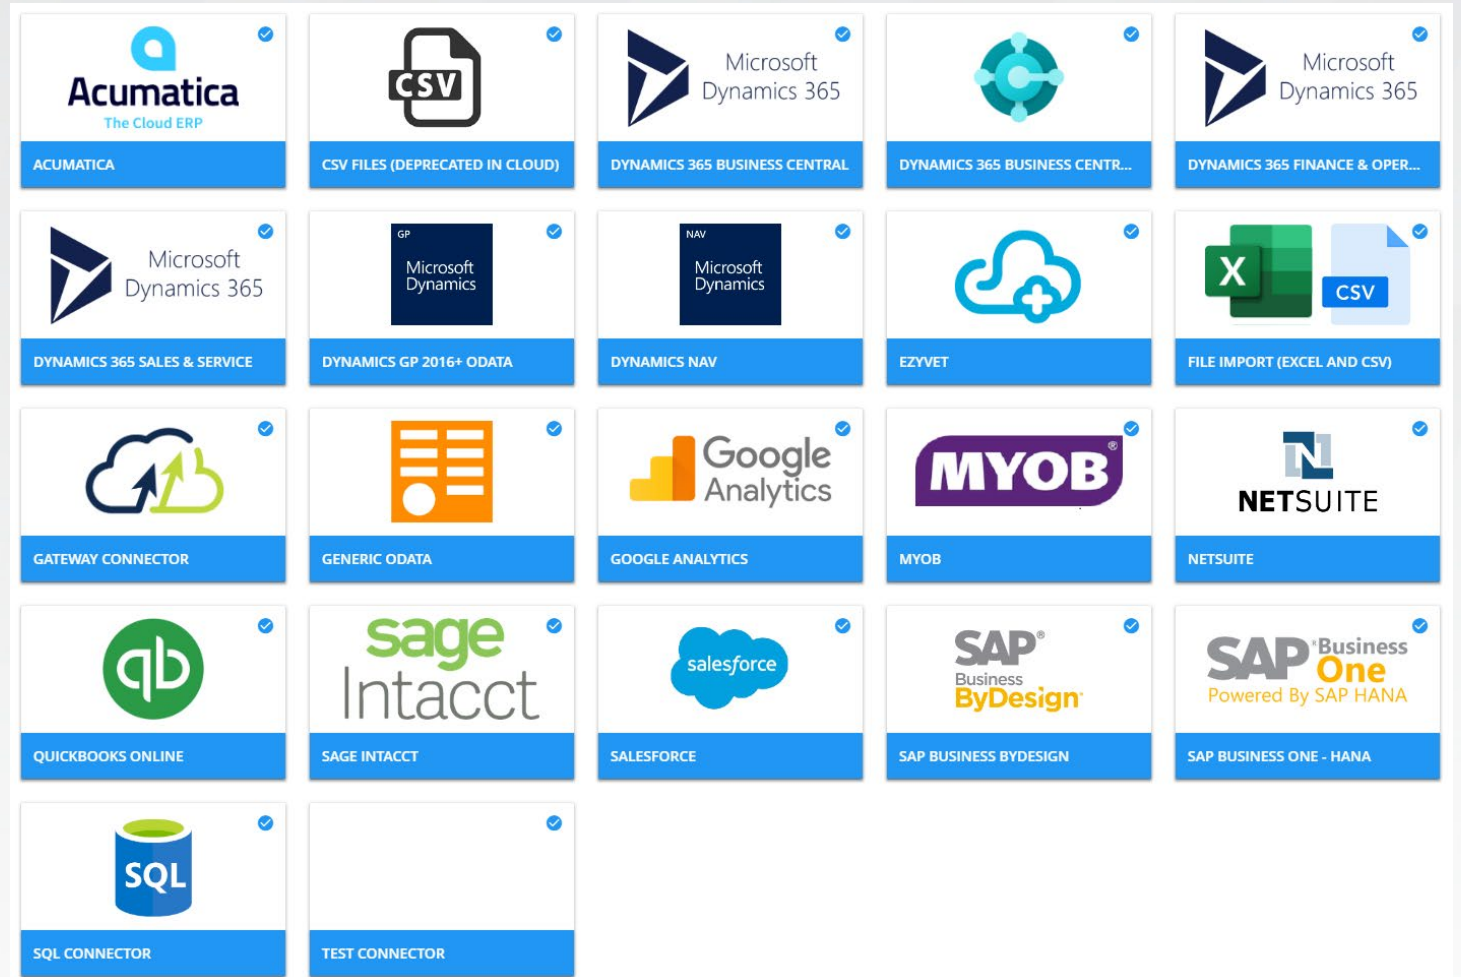 Acumatica
The Cloud ERP
ACUMATICA
CSV
CSV FILES (DEPRECATED IN CLOUD)
Microsoft
Dynamics 365
DYNAMICS 365 BUSINESS CENTRAL
DYNAMICS 365 BUSINESS CENTR...
Microsoft
Dynamics 365
DYNAMICS 365 FINANCE & OPER...
Microsoft
Dynamics 365
DYNAMICS 365 SALES & SERVICE
GP
Microsoft
Dynamics
DYNAMICS GP 2016+ ODATA
NAV
Microsoft
Dynamics
DYNAMICS NAV
EZYVET
X
CSV
FILE IMPORT (EXCEL AND CSV)
GATEWAY CONNECTOR
GENERIC ODATA
Google
Analytics
GOOGLE ANALYTICS
MYOB®
MYOB
N
NETSUITE
NETSUITE
qb
QUICKBOOKS ONLINE
sage
Intacct
SAGE INTACCT
salesforce
SALESFORCE
SAP®
Business
ByDesign
SAP BUSINESS BYDESIGN
SAP® Business
One
Powered By SAP HANA
SAP BUSINESS ONE - HANA
SQL
SQL CONNECTOR
TEST CONNECTOR